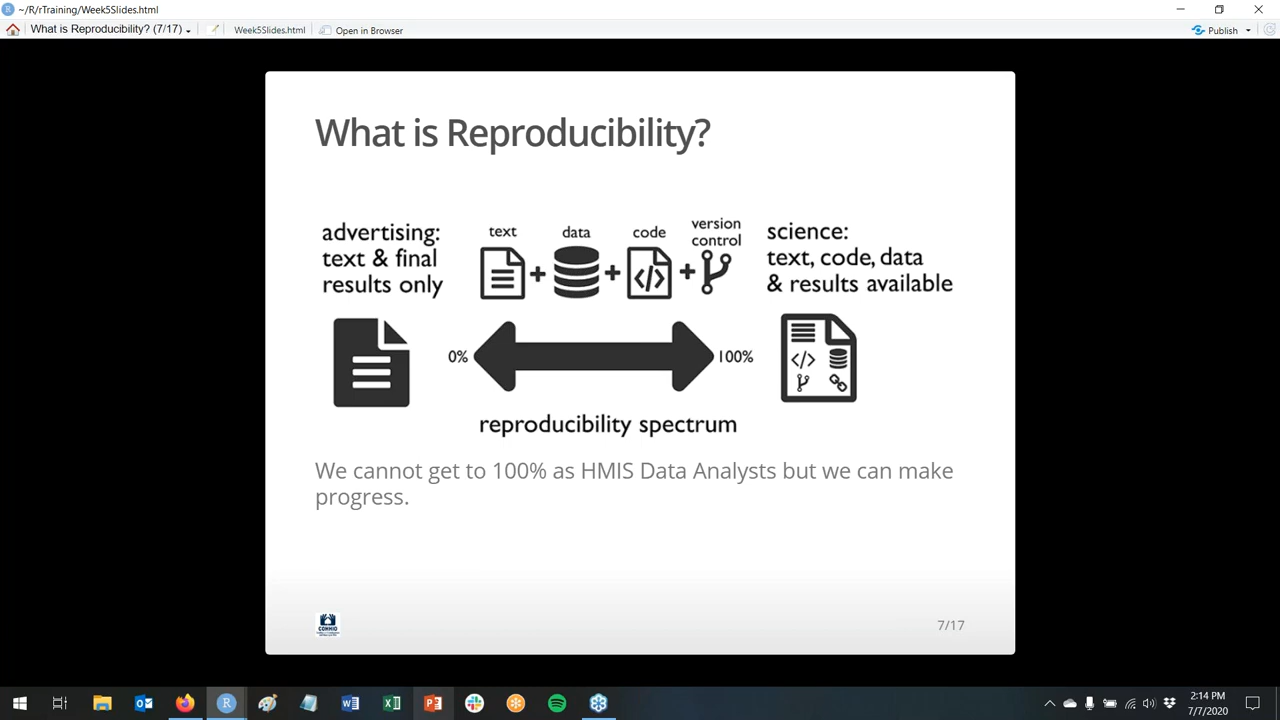 ~/R/rTraining/Week5Slides.html
What is Reproducibility? (7/17)
Week5Slides.html
Open in Browser
Publish
What is Reproducibility?
advertising:
text & final
results only
text
data
code
version
control
science:
text, code, data
& results available
0%
100%
reproducibility spectrum
We cannot get to 100% as HMIS Data Analysts but we can make
progress.
COHHIO
7/17
2:14 PM
7/7/2020